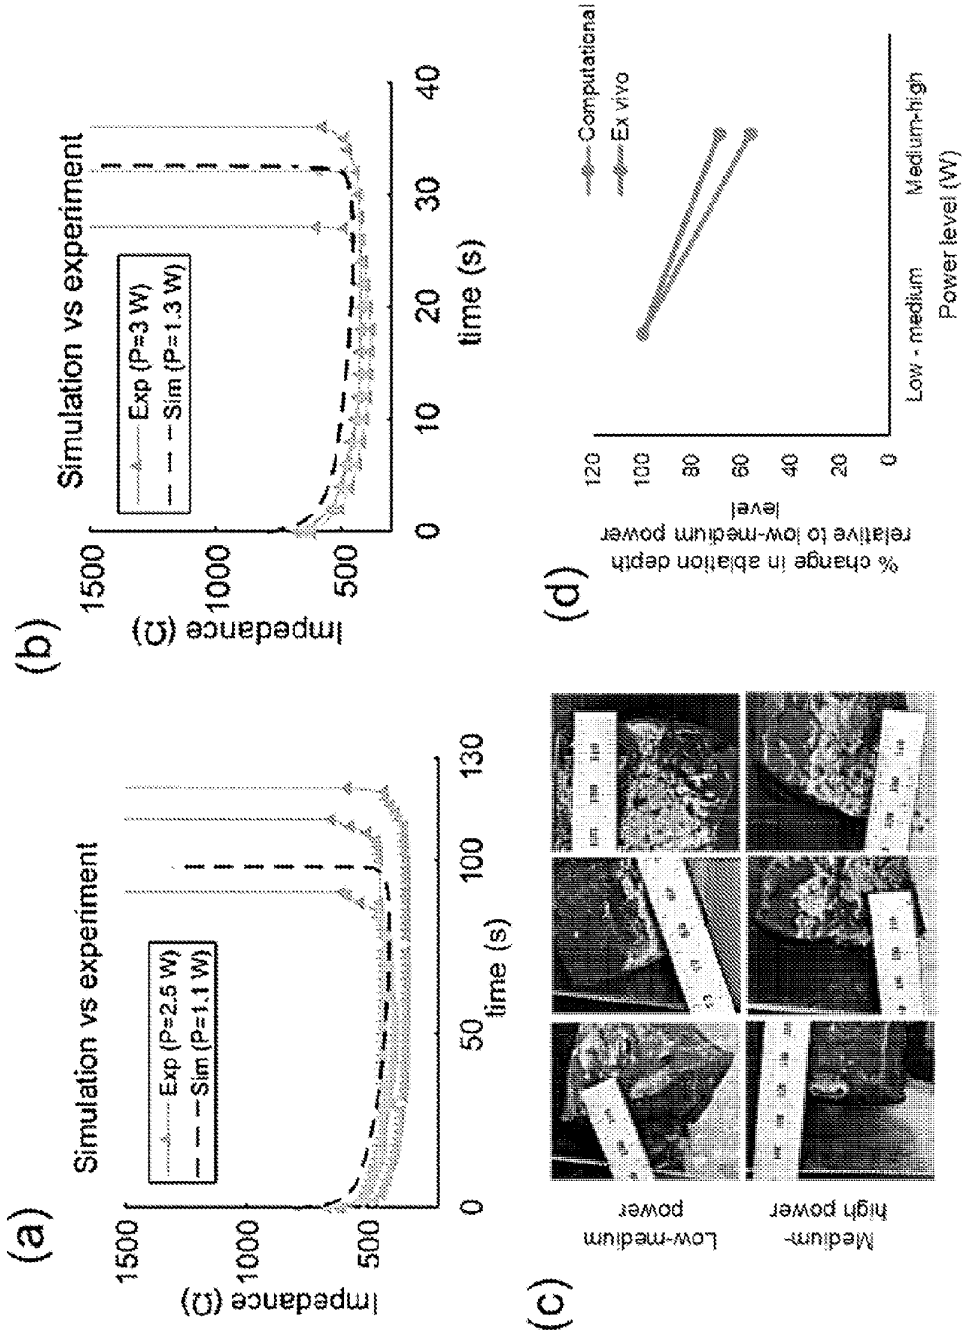 (a)
Simulation vs experiment
Exp (P=2.5 W)
Sim (P=1.1 W)
1500
1000
500
Impedance (Ω)
0
50
100
130
time (s)
(b)
Simulation vs experiment
Exp (P=3 W)
Sim (P=1.3 W)
1500
1000
500
Impedance (Ω)
0
10
20
30
40
time (s)
(c)
Low-medium
power
Medium-
high power
(d)
Computational
Ex vivo
120
100
80
60
40
20
0
% change in ablation depth
relative to low-medium power
level
Low - medium
Medium-high
Power level (W)